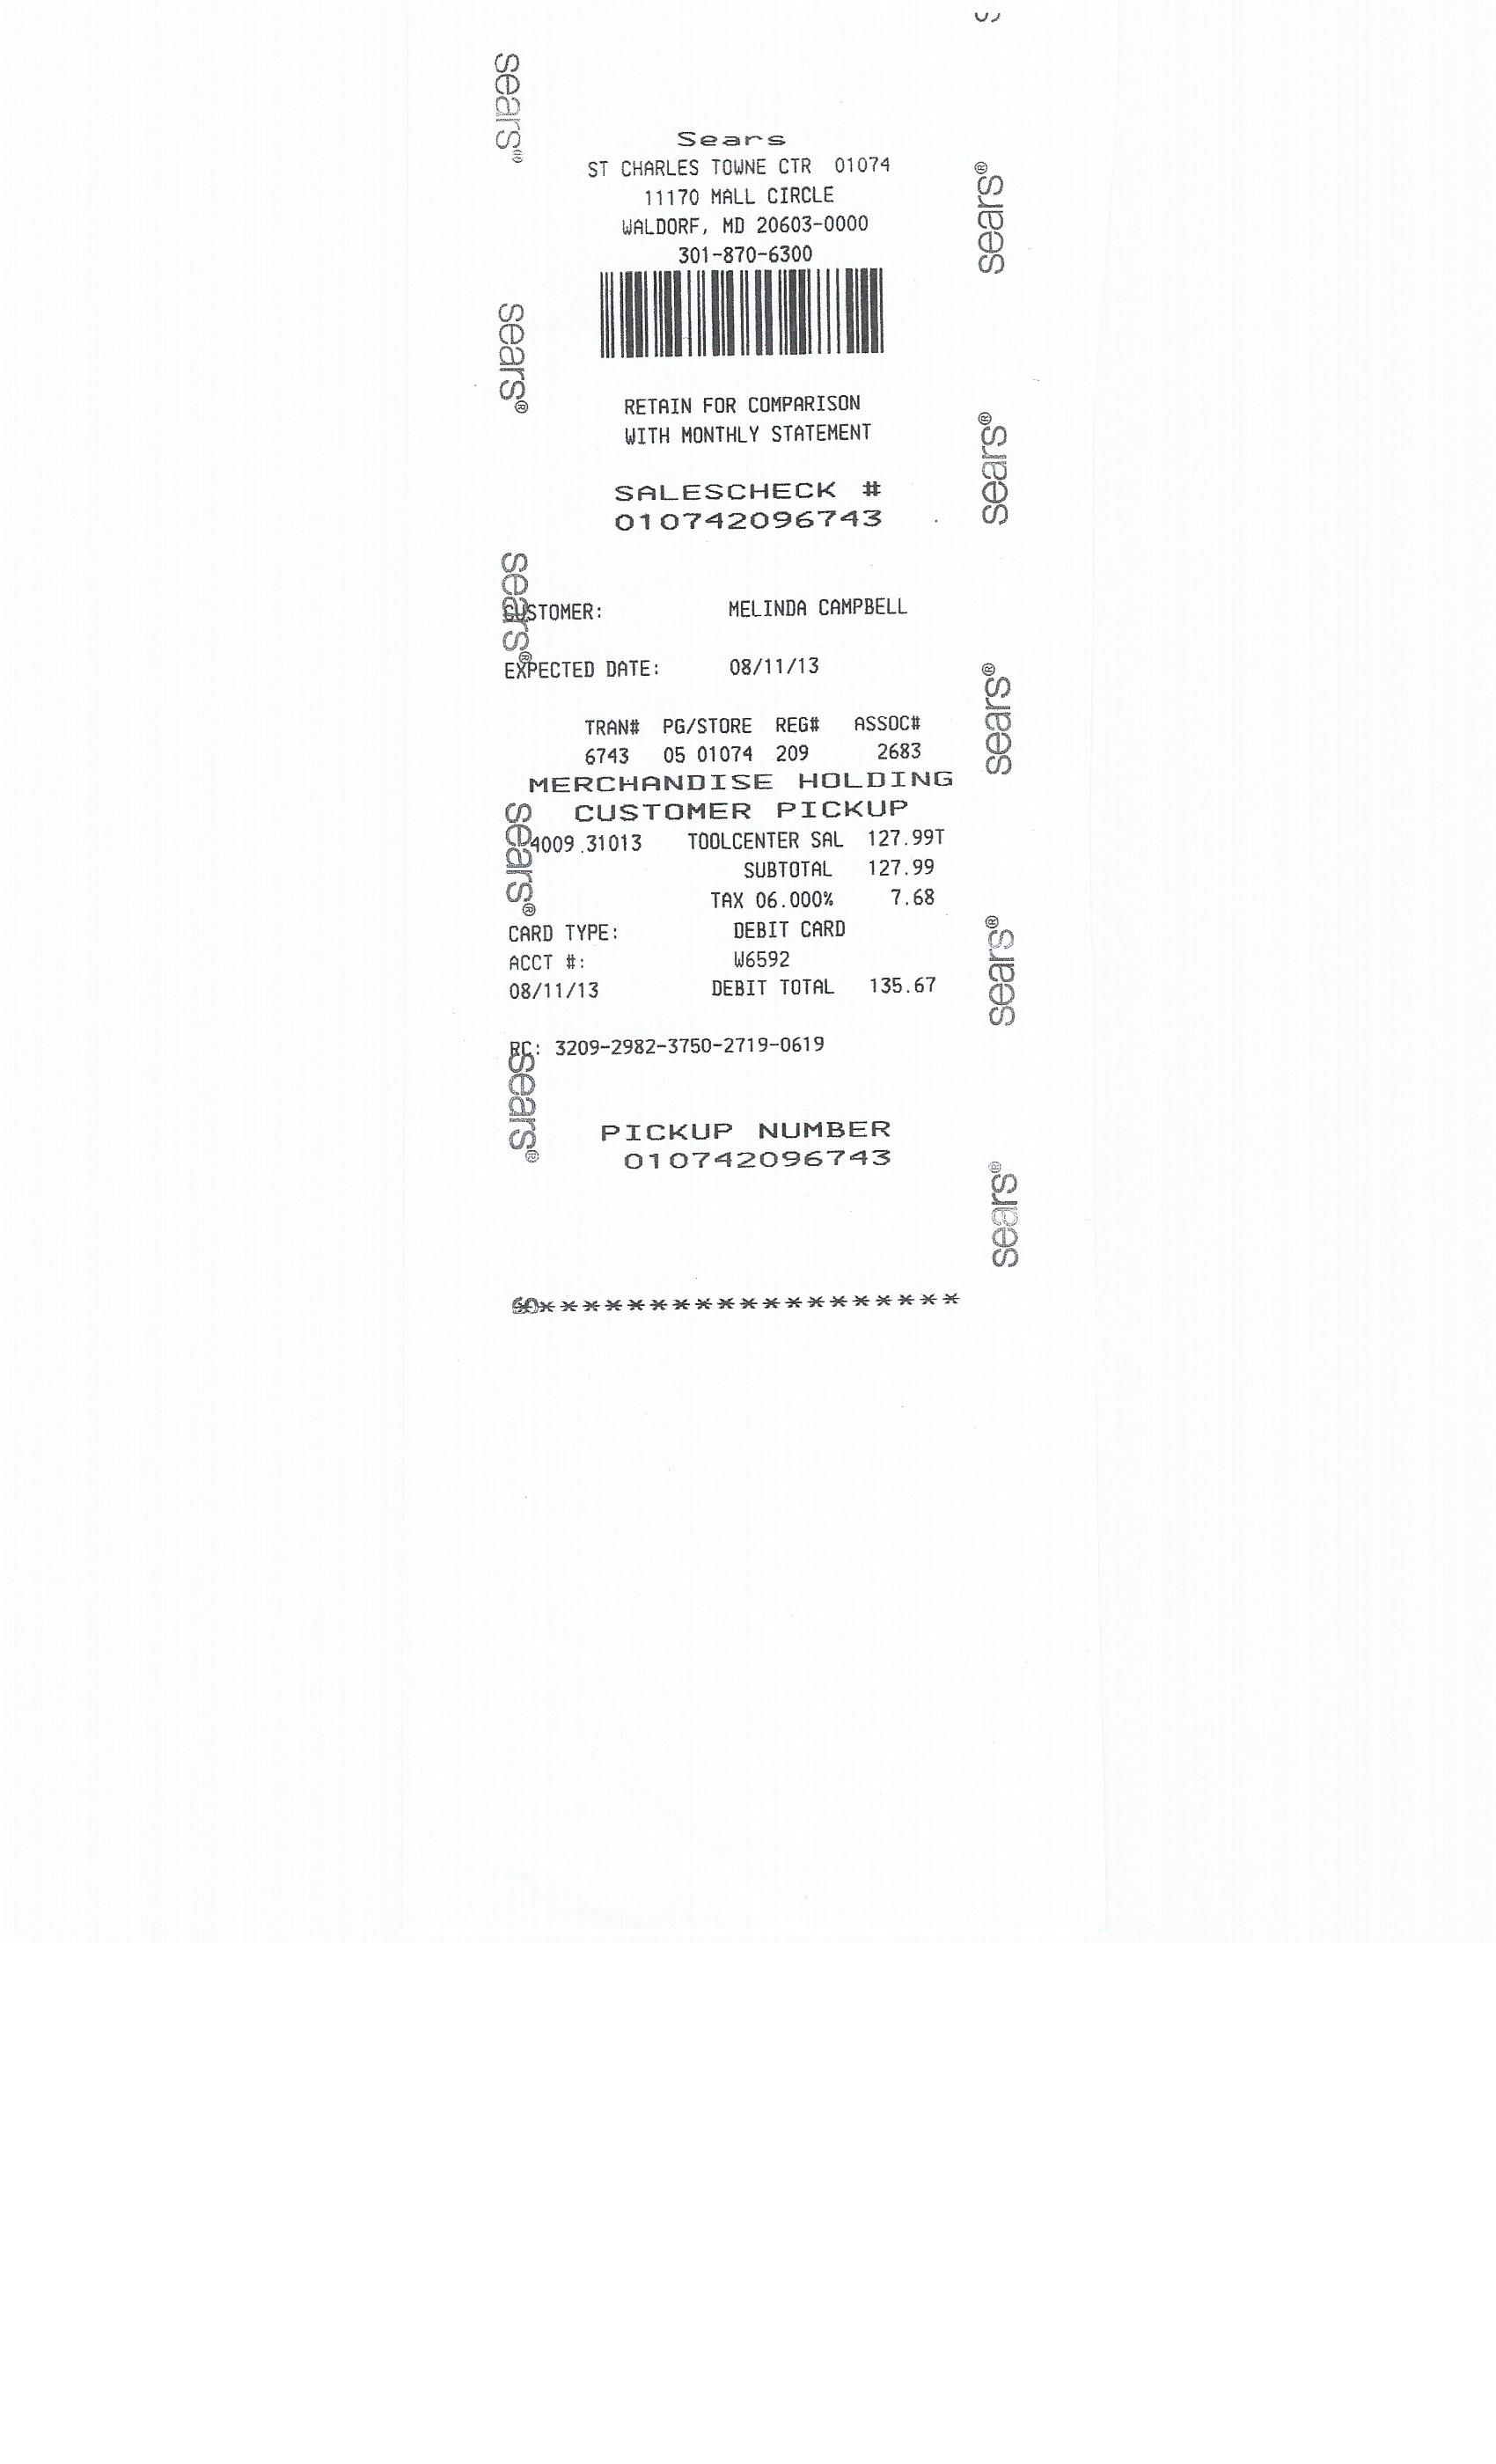 Sears
ST CHARLES TOWNE CTR 01074
11170 MALL CIRCLE
WALDORF, MD 20603-0000
301-870-6300
RETAIN FOR COMPARISON
WITH MONTHLY STATEMENT
SALESCHECK #
010742096743
CUSTOMER: MELINDA CAMPBELL
EXPECTED DATE: 08/11/13
TRAN# PG/STORE REG# ASSOC#
6743 05 01074 209 2683
MERCHANDISE HOLDING
CUSTOMER PICKUP
4009 31013 TOOLCENTER SAL 127.99T
SUBTOTAL 127.99
TAX 06.000% 7.68
CARD TYPE: DEBIT CARD
ACCT #: W6592
08/11/13 DEBIT TOTAL 135.67
RC: 3209-2982-3750-2719-0619
PICKUP NUMBER
010742096743
sears®
sears®
sears®
sears®
sears®
sears®
sears®
sears®
sears®
sears®